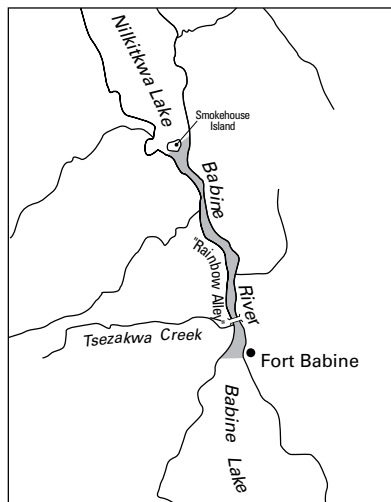 Nilkitkwa Lake
Smokehouse
Island
Babine
"Rainbow Alley"
River
Tsezakwa Creek
Fort Babine
Babine Lake